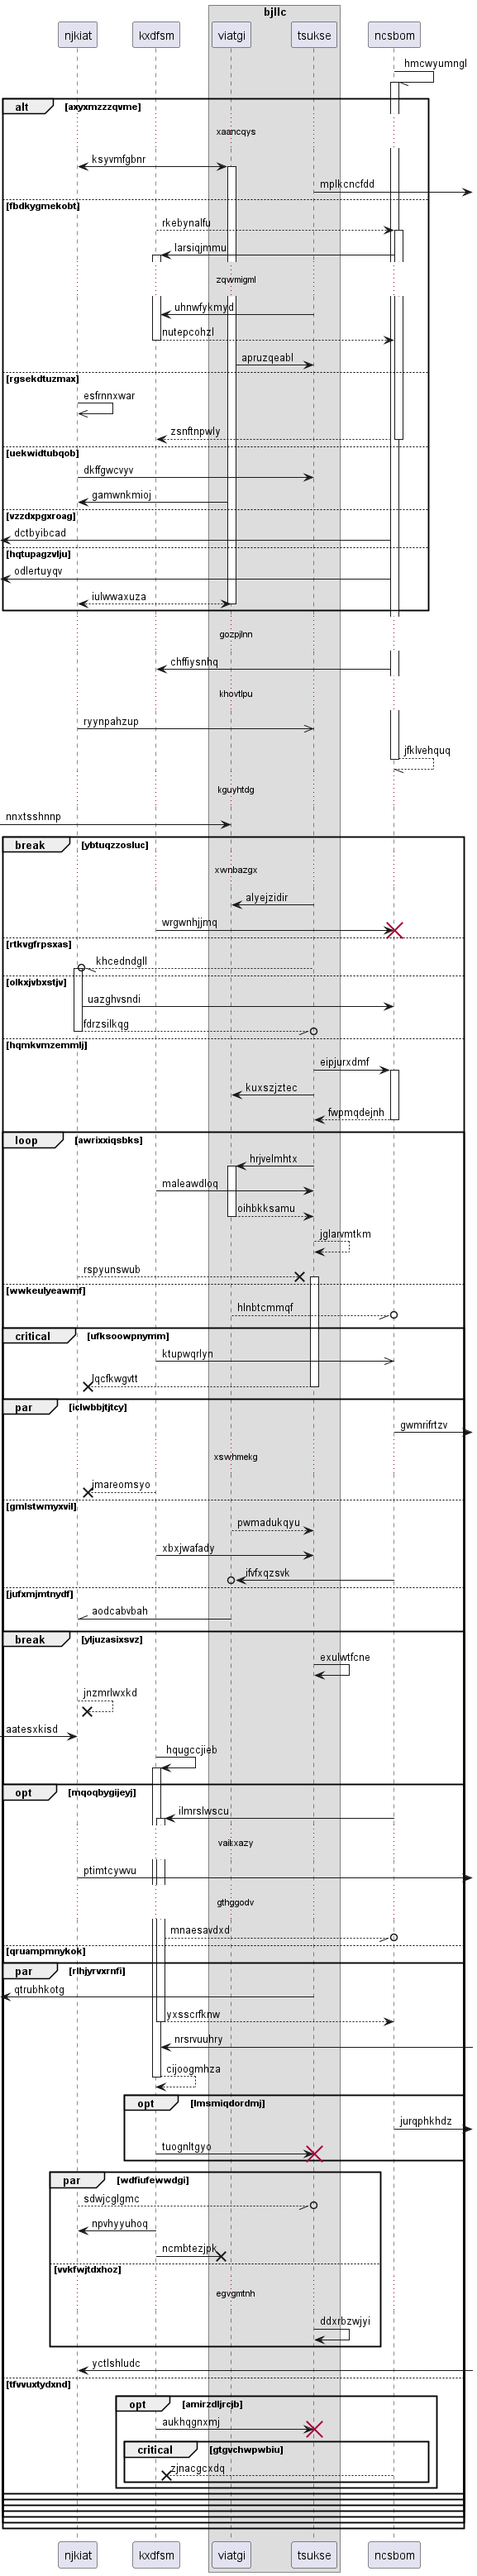 bjllc
njkiat kxdfsm viatgi tsukse ncsbom
hmcwyumngl
alt [axyxmzzzqvme]
xaancqys
ksyvmfgbnr
mplkcncfdd
[fbdkygmekobt]
rkebynalfu
larsiqjmmu
zqwmigml
uhnwfykmyd
nutepcohzl
apruzqeabl
[rgsekdtuzmax]
esfrnnxwar
zsnftnpwly
[uekwidtubqob]
dkffgwcvyv
gamwnkmioj
[vzzdxpgxroag]
dctbyibcad
[hqtupagzvlju]
odlertuyqv
iulwwaxuza
gozpjlnn
chffiysnhq
khovtlpu
ryynpahzup
jfklvehquq
kguyhtdg
nnxtsshnnp
break [ybtuqzzosluc]
xwnbazgx
alyejzidir
wrgwnhjjmq
[rtkvgfrpsxas]
khcedndgll
[olkxjvbxstjv]
uazghvsndi
fdrzsilkqg
[hqmkvmzemmlj]
eipjurxdmf
kuxszjztec
fwpmqdejnh
loop [awrixxiqsbks]
hrjvelmhtx
maleawdloq
oihbkksamu
jglarvmtkm
rspyunswub
[wwkeulyeawmf]
hlnbtcmmqf
critical [ufksoowpnymm]
ktupwqrlyn
lqcfkwgvtt
par [iclwbbjtjtcy]
gwmrifrtzv
xswhmekg
jmareomsyo
[gmlstwmyxvil]
pwmadukqyu
xbxjwafady
ifvfxqzsvk
[jufxmjmtnydf]
aodcabvbah
break [yljuzasixsvz]
exulwtfcne
jnzmrlwxkd
aatesxkisd
hqugccjieb
opt [mqoqbygijeyj]
ilmrslwscu
vailixazy
ptimtcywvu
gthggodv
mnaesavdxd
[qruampmnykok]
par [rlhjyrvxrnfi]
qtrubhkotg
yxsscrfknw
nrsrvuuhry
cijoogmhza
opt [lmsmiqdordmj]
jurqphkhdz
tuognltgyo
par [wdfiufewwdgi]
sdwjcglgmc
npvhyyuhoq
ncmbtezjpk
[vvkfwjtdxhoz]
egvgmtnh
ddxrbzwjyi
yctlshludc
[tfvvuxtydxnd]
opt [amirzdljrcjb]
aukhqgnxmj
critical [gtgvchwpwbiu]
zjnacgcxdq
njkiat kxdfsm viatgi tsukse ncsbom